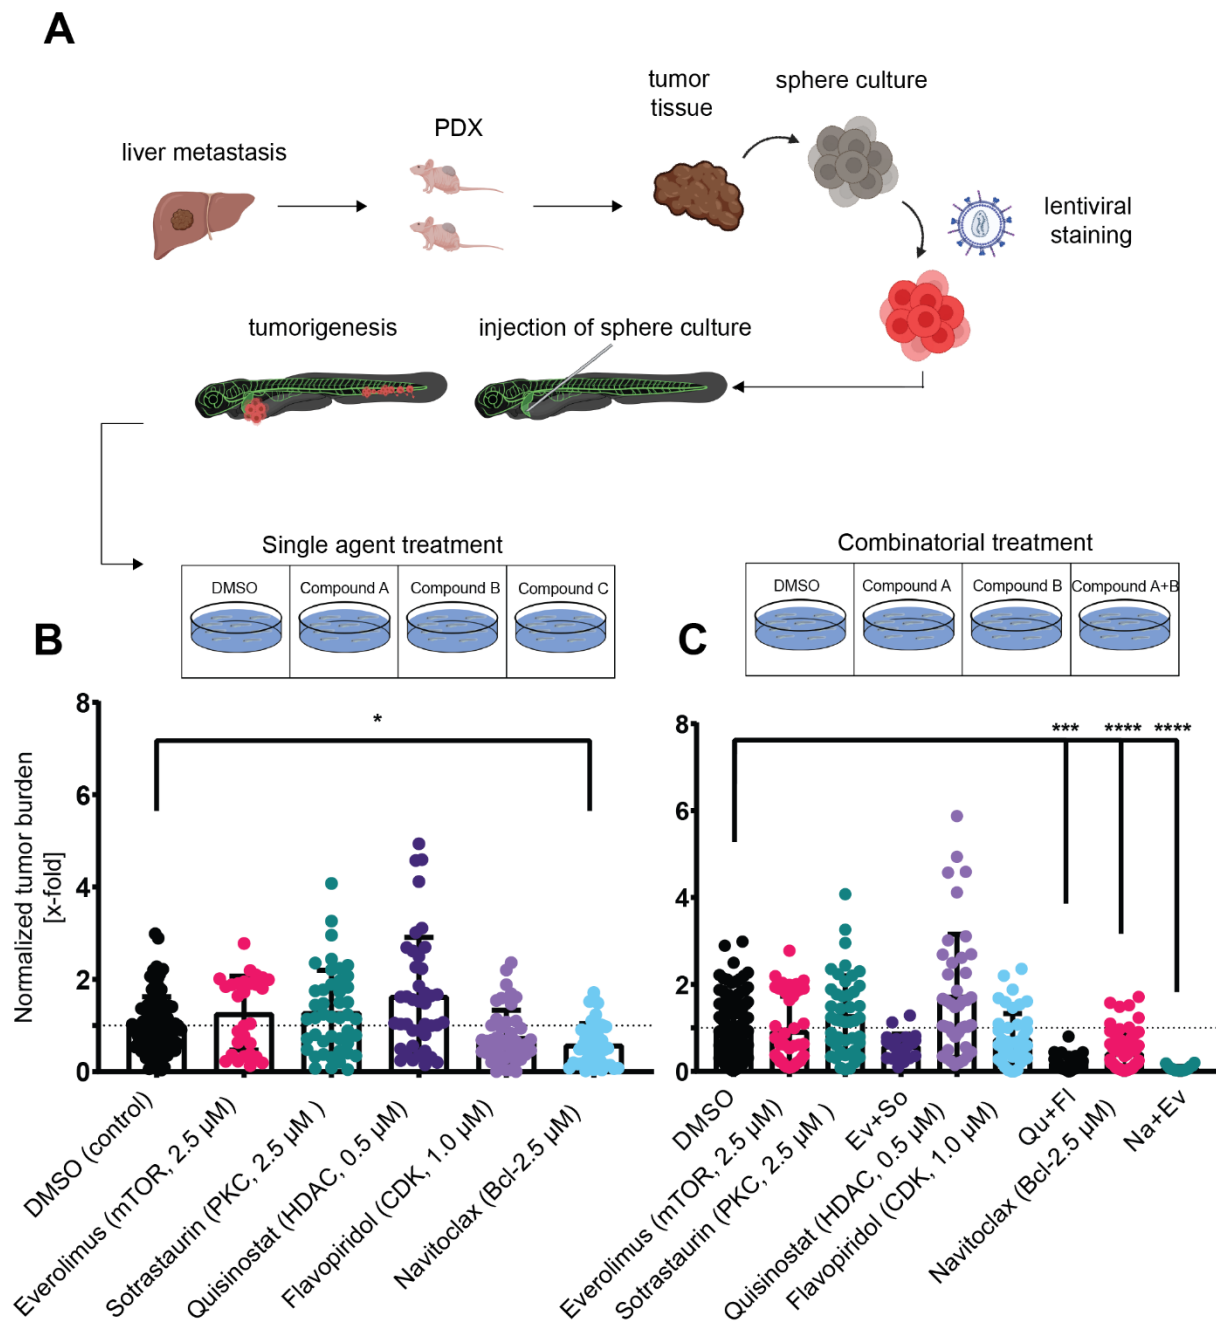 A
liver metastasis
PDX
tumor
tissue
sphere culture
lentiviral
staining
tumorigenesis
injection of sphere culture
Single agent treatment
DMSO
Compound A
Compound B
Compound C
Combinatorial treatment
DMSO
Compound A
Compound B
Compound A+B
B
Normalized tumor burden
[x-fold]
8
6
4
2
0
*
DMSO (control)
Everolimus (mTOR, 2.5 µM)
Sotrastaurin (PKC, 2.5 µM )
Quisinostat (HDAC, 0.5 µM)
Flavopiridol (CDK, 1.0 µM)
Navitoclax (Bcl-2.5 µM)
C
8
6
4
2
0
***
****
****
DMSO
Everolimus (mTOR, 2.5 µM)
Sotrastaurin (PKC, 2.5 µM )
Ev+So
Quisinostat (HDAC, 0.5 µM)
Flavopiridol (CDK, 1.0 µM)
Qu+Fl
Navitoclax (Bcl-2.5 µM)
Na+Ev